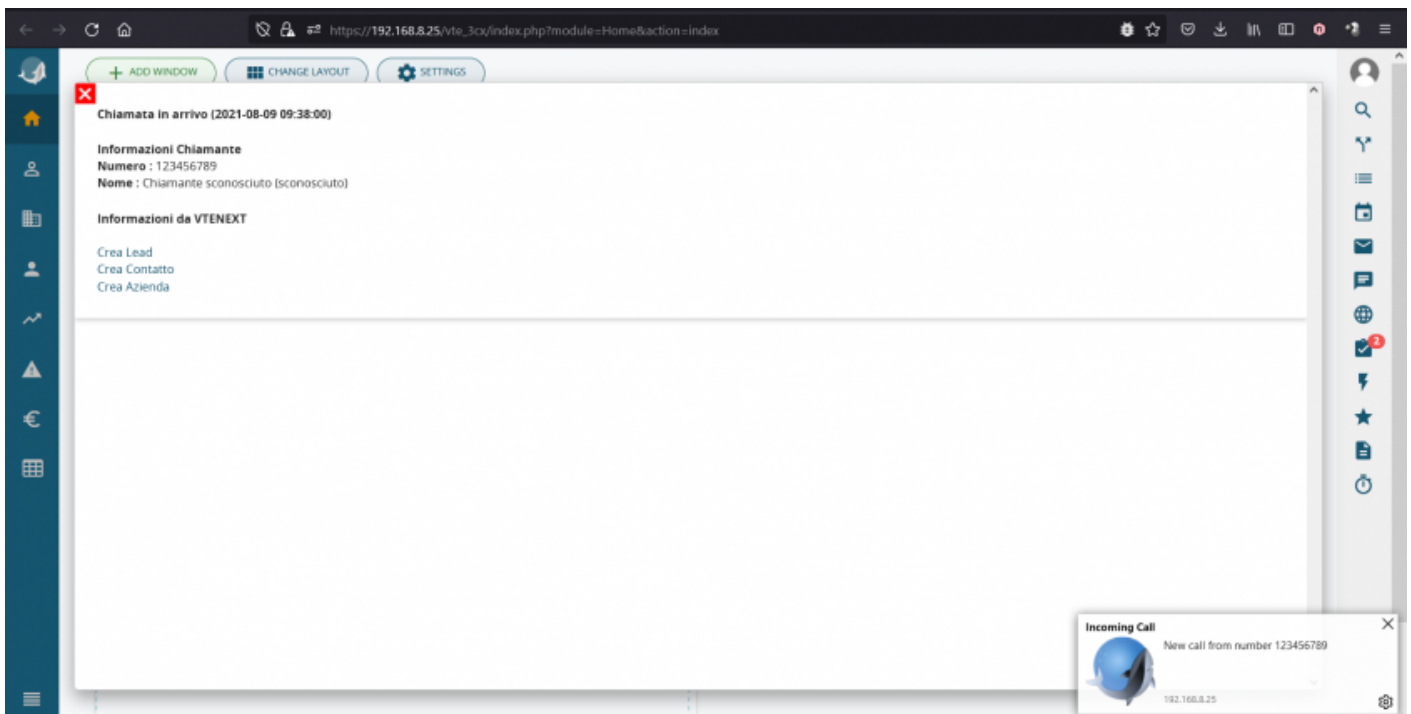 https://192.168.8.25/vte_3cx/index.php?module=Home&action=index
ADD WINDOW
CHANGE LAYOUT
SETTINGS
Chiamata in arrivo (2021-08-09 09:38:00)
Informazioni Chiamante
Numero : 123456789
Nome : Chiamante sconosciuto (sconosciuto)
Informazioni da VTENEXT
Crea Lead
Crea Contatto
Crea Azienda
2
Incoming Call
New call from number 123456789
192.168.8.25